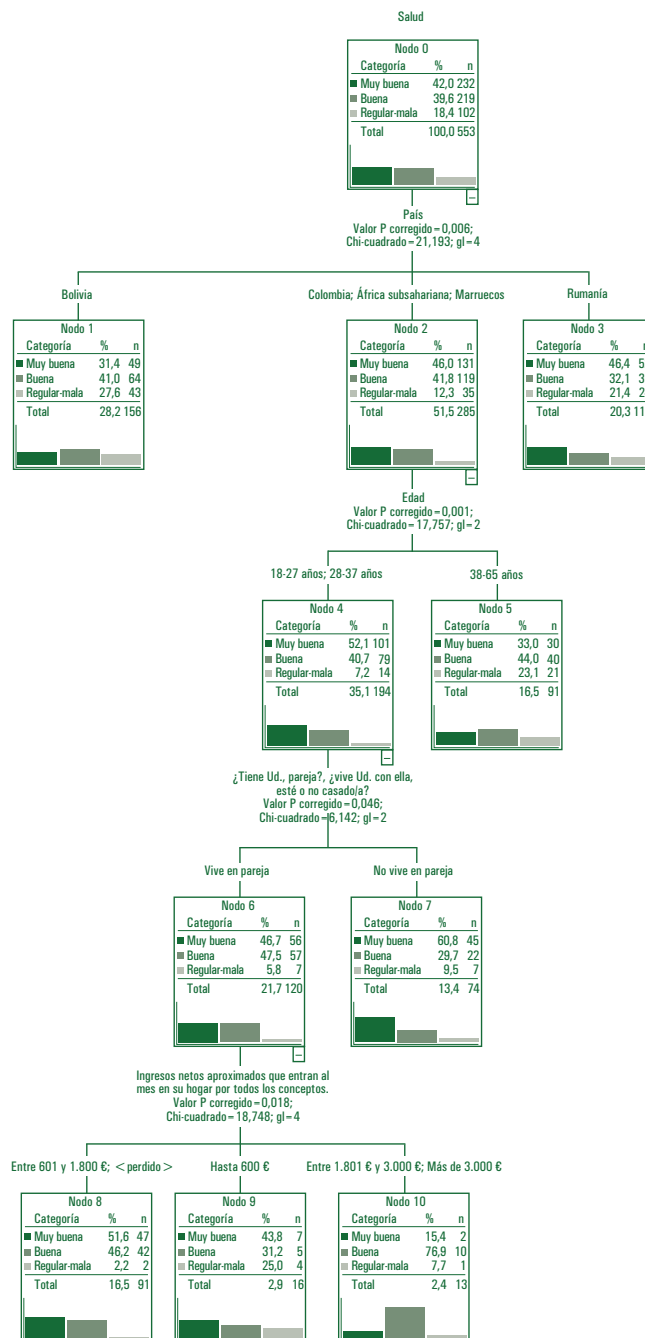 Salud
Nodo 0
Categoría % n
Muy buena 42,0 232
Buena 39,6 219
Regular-mala 18,4 102
Total 100,0 553
País
Valor P corregido=0,006;
Chi-cuadrado=21,193; gl=4
Bolivia
Colombia; África subsahariana; Marruecos
Rumanía
Nodo 1
Categoría % n
Muy buena 31,4 49
Buena 41,0 64
Regular-mala 27,6 43
Total 28,2 156
Nodo 2
Categoría % n
Muy buena 46,0 131
Buena 41,8 119
Regular-mala 12,3 35
Total 51,5 285
Nodo 3
Categoría %
Muy buena 46,4 5
Buena 32,1 3
Regular-mala 21,4 2
Total 20,3 11
Edad
Valor P corregido=0,001;
Chi-cuadrado=17,757; gl=2
18-27 años; 28-37 años
38-65 años
Nodo 4
Categoría % n
Muy buena 52,1 101
Buena 40,7 79
Regular-mala 7,2 14
Total 35,1 194
Nodo 5
Categoría % n
Muy buena 33,0 30
Buena 44,0 40
Regular-mala 23,1 21
Total 16,5 91
¿Tiene Ud., pareja?, ¿vive Ud. con ella,
esté o no casado/a?
Valor P corregido=0,046;
Chi-cuadrado=6,142; gl=2
Vive en pareja
No vive en pareja
Nodo 6
Categoría % n
Muy buena 46,7 56
Buena 47,5 57
Regular-mala 5,8 7
Total 21,7 120
Nodo 7
Categoría % n
Muy buena 60,8 45
Buena 29,7 22
Regular-mala 9,5 7
Total 13,4 74
Ingresos netos aproximados que entran al
mes en su hogar por todos los conceptos.
Valor P corregido=0,018;
Chi-cuadrado=18,748; gl=4
Entre 601 y 1.800 €; <perdido>
Hasta 600 €
Entre 1.801 € y 3.000 €; Más de 3.000 €
Nodo 8
Categoría % n
Muy buena 51,6 47
Buena 46,2 42
Regular-mala 2,2 2
Total 16,5 91
Nodo 9
Categoría % n
Muy buena 43,8 7
Buena 31,2 5
Regular-mala 25,0 4
Total 2,9 16
Nodo 10
Categoría % n
Muy buena 15,4 2
Buena 76,9 10
Regular-mala 7,7 1
Total 2,4 13